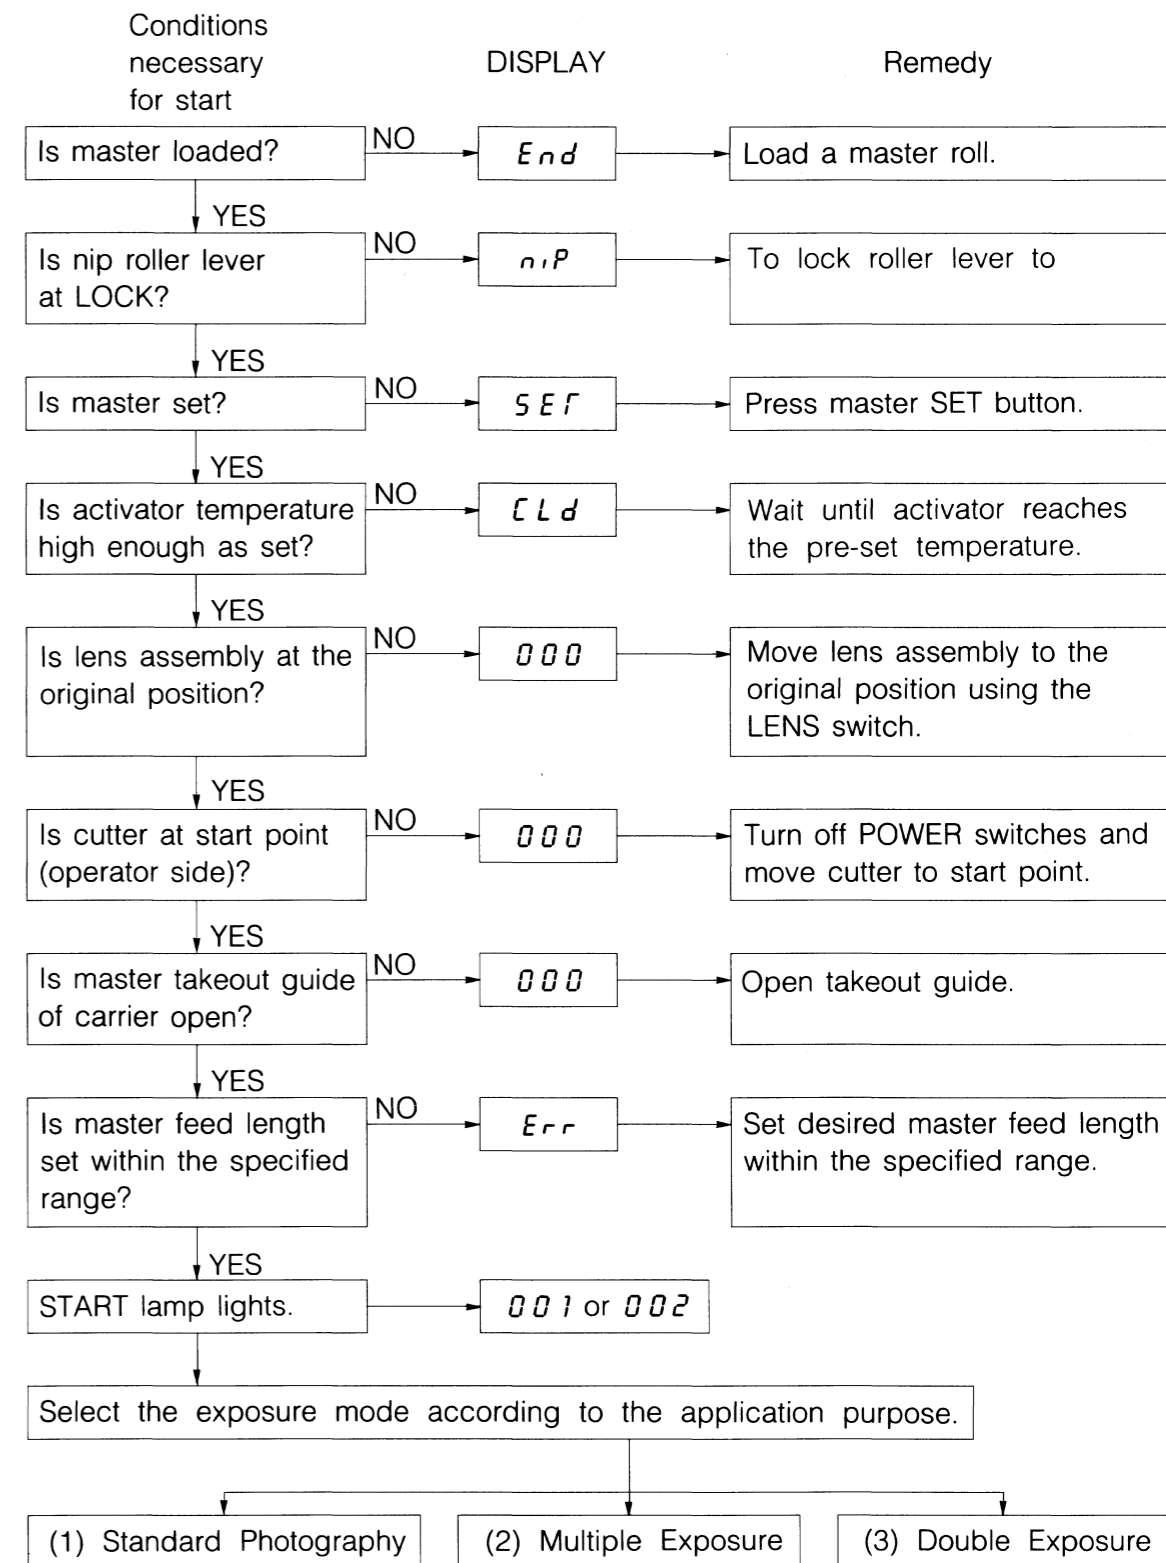 Conditions
necessary
for start
DISPLAY
Remedy
Is master loaded?
NO
End
Load a master roll.
YES
Is nip roller lever
at LOCK?
NO
niP
To lock roller lever to
YES
Is master set?
NO
SET
Press master SET button.
YES
Is activator temperature
high enough as set?
NO
CLd
Wait until activator reaches
the pre-set temperature.
YES
Is lens assembly at the
original position?
NO
000
Move lens assembly to the
original position using the
LENS switch.
YES
Is cutter at start point
(operator side)?
NO
000
Turn off POWER switches and
move cutter to start point.
YES
Is master takeout guide
of carrier open?
NO
000
Open takeout guide.
YES
Is master feed length
set within the specified
range?
NO
Err
Set desired master feed length
within the specified range.
YES
START lamp lights.
001 or 002
Select the exposure mode according to the application purpose.
(1) Standard Photography
(2) Multiple Exposure
(3) Double Exposure